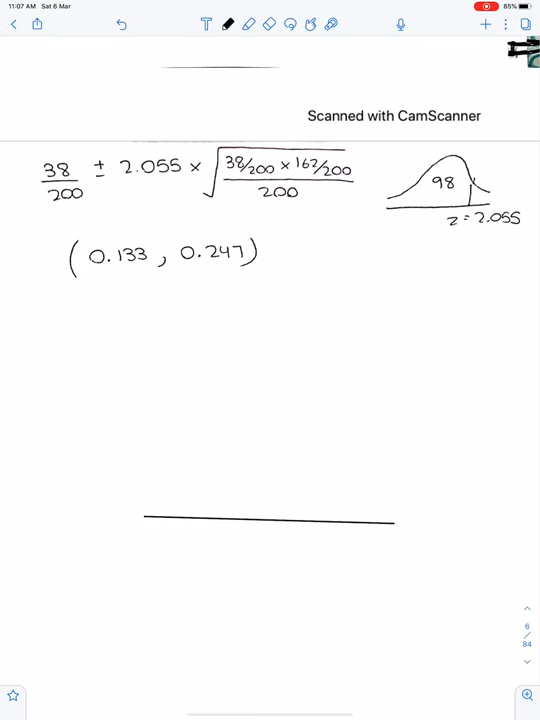 11:07 AM Sat 6 Mar 85%
T
Scanned with CamScanner
38/200 ± 2.055 × √((38/200 × 162/200)/200)
98
z = 2.055
(0.133, 0.247)
6
/
84